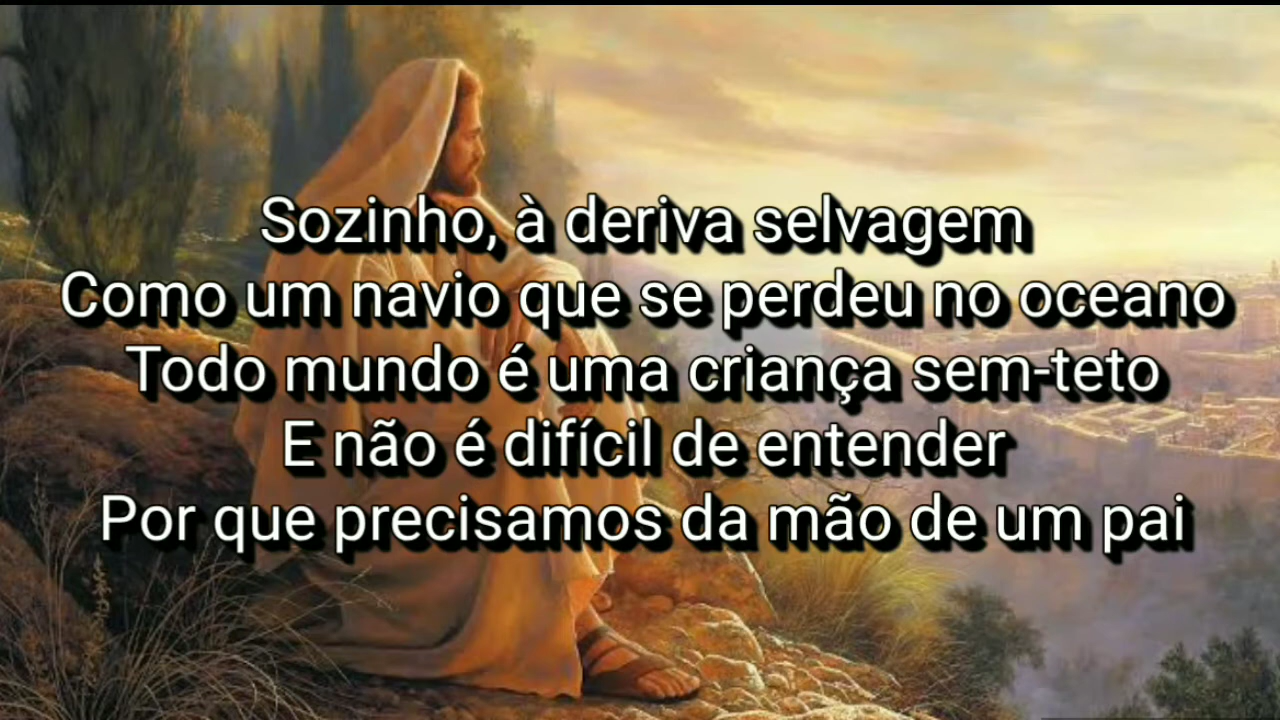 Sozinho, à deriva selvagem
Como um navio que se perdeu no oceano
Todo mundo é uma criança sem-teto
E não é difícil de entender
Por que precisamos da mão de um pai